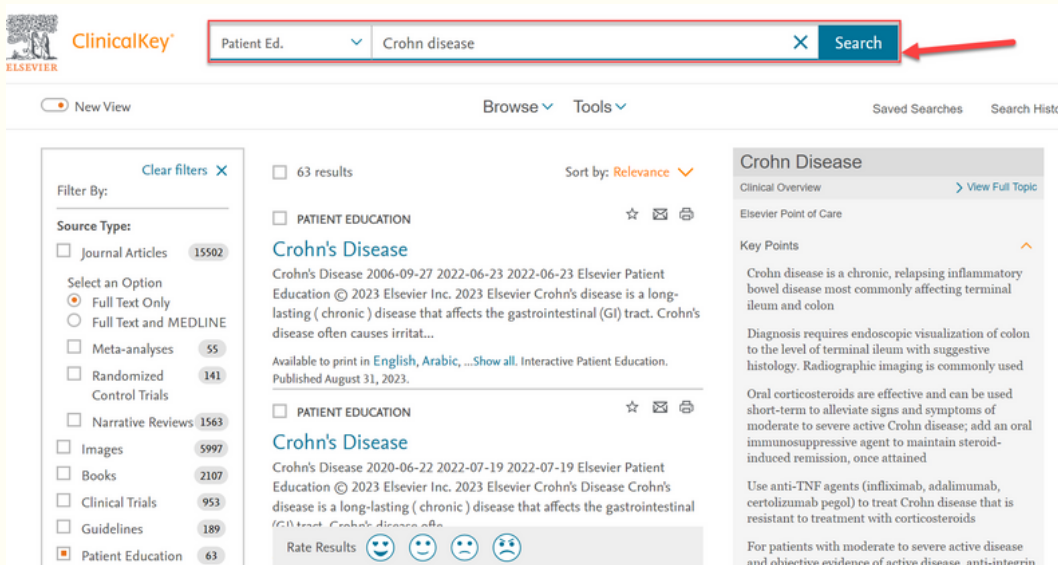 ELSEVIER
ClinicalKey®
Patient Ed.
Crohn disease
Search
New View
Browse
Tools
Saved Searches
Search Histo
Clear filters X
Filter By:
Source Type:
Journal Articles 15502
Select an Option
Full Text Only
Full Text and MEDLINE
Meta-analyses 55
Randomized 141
Control Trials
Narrative Reviews 1563
Images 5997
Books 2107
Clinical Trials 953
Guidelines 189
Patient Education 63
63 results
Sort by: Relevance
PATIENT EDUCATION
Crohn's Disease
Crohn's Disease 2006-09-27 2022-06-23 2022-06-23 Elsevier Patient
Education © 2023 Elsevier Inc. 2023 Elsevier Crohn's disease is a long-
lasting ( chronic ) disease that affects the gastrointestinal (GI) tract. Crohn's
disease often causes irritat...
Available to print in English, Arabic, ...Show all. Interactive Patient Education.
Published August 31, 2023.
PATIENT EDUCATION
Crohn's Disease
Crohn's Disease 2020-06-22 2022-07-19 2022-07-19 Elsevier Patient
Education © 2023 Elsevier Inc. 2023 Elsevier Crohn's Disease Crohn's
disease is a long-lasting ( chronic ) disease that affects the gastrointestinal
(GI) tract. Crohn's disease ofte
Rate Results
Crohn Disease
Clinical Overview
View Full Topic
Elsevier Point of Care
Key Points
Crohn disease is a chronic, relapsing inflammatory
bowel disease most commonly affecting terminal
ileum and colon
Diagnosis requires endoscopic visualization of colon
to the level of terminal ileum with suggestive
histology. Radiographic imaging is commonly used
Oral corticosteroids are effective and can be used
short-term to alleviate signs and symptoms of
moderate to severe active Crohn disease; add an oral
immunosuppressive agent to maintain steroid-
induced remission, once attained
Use anti-TNF agents (infliximab, adalimumab,
certolizumab pegol) to treat Crohn disease that is
resistant to treatment with corticosteroids
For patients with moderate to severe active disease
and objective evidence of active disease, anti-integrin